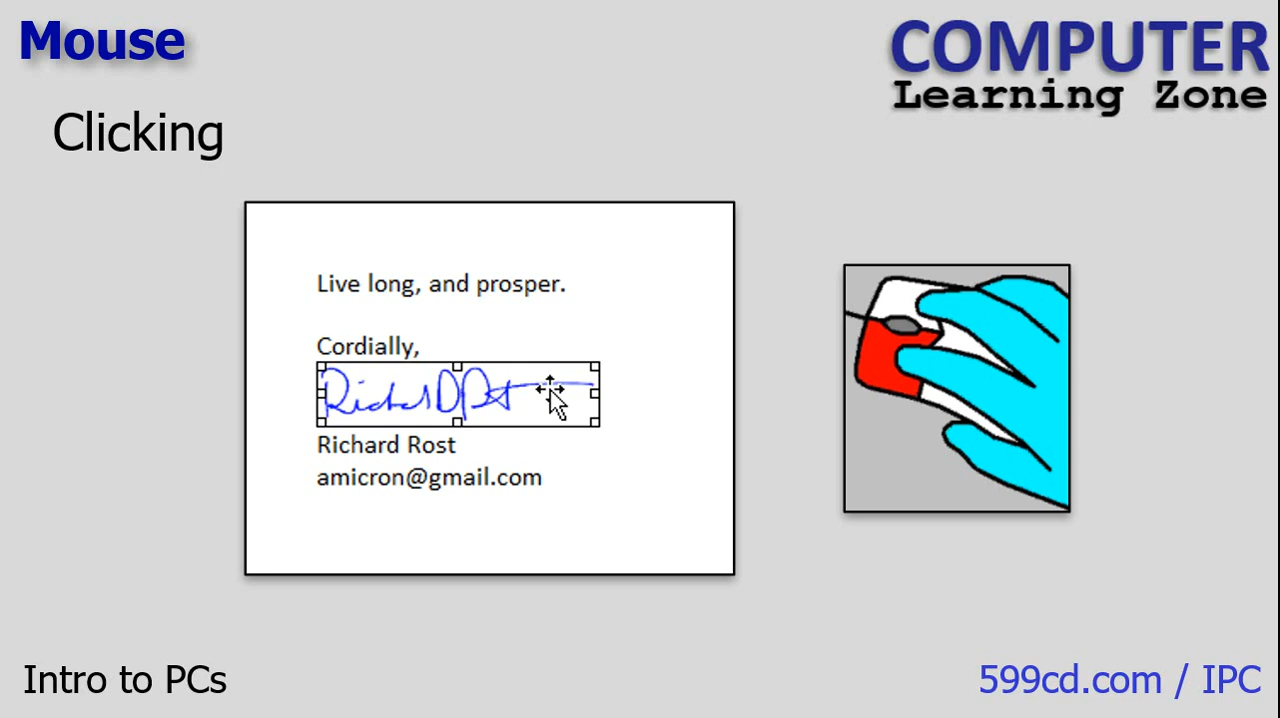 Mouse
COMPUTER
Learning Zone
Clicking
Live long, and prosper.
Cordially,
Richard Rost
amicron@gmail.com
Intro to PCs
599cd.com / IPC